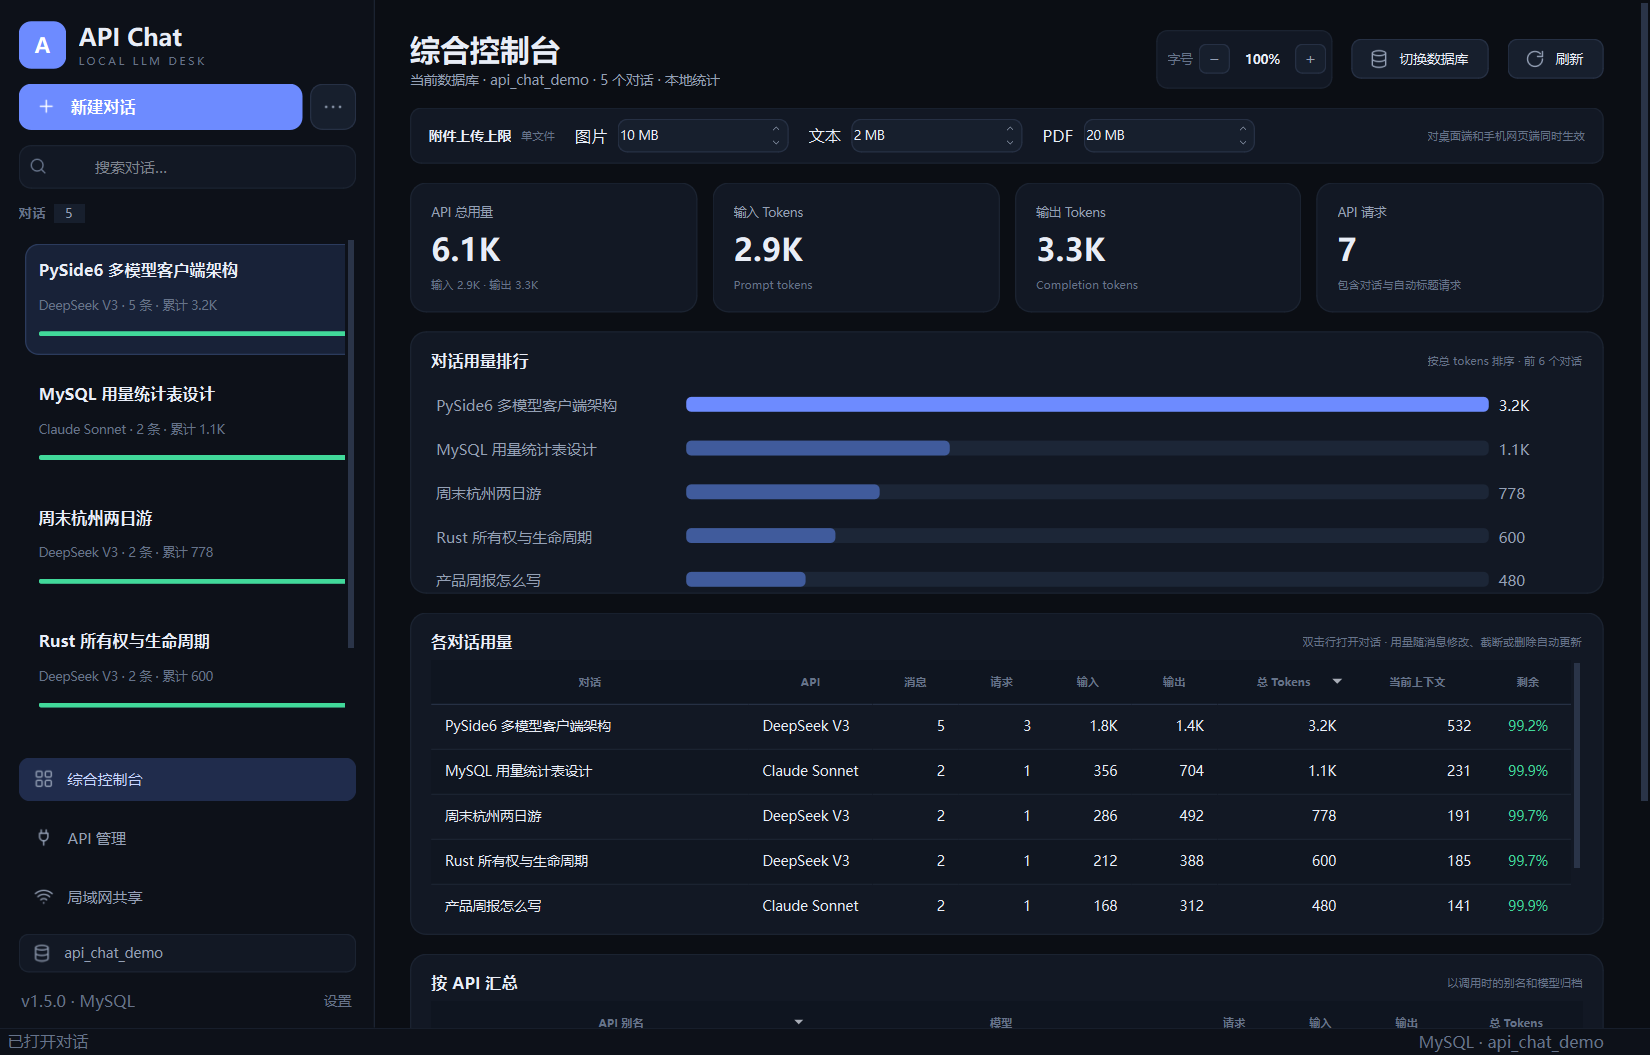 A
API Chat
LOCAL LLM DESK
+ 新建对话
···
搜索对话...
对话 5
PySide6 多模型客户端架构
DeepSeek V3 · 5 条 · 累计 3.2K
MySQL 用量统计表设计
Claude Sonnet · 2 条 · 累计 1.1K
周末杭州两日游
DeepSeek V3 · 2 条 · 累计 778
Rust 所有权与生命周期
DeepSeek V3 · 2 条 · 累计 600
综合控制台
API 管理
局域网共享
api_chat_demo
v1.5.0 · MySQL 设置
综合控制台
当前数据库 · api_chat_demo · 5 个对话 · 本地统计
字号 − 100% +
切换数据库
刷新
附件上传上限 单文件 图片 10 MB 文本 2 MB PDF 20 MB 对桌面端和手机网页端同时生效
API 总用量
6.1K
输入 2.9K · 输出 3.3K
输入 Tokens
2.9K
Prompt tokens
输出 Tokens
3.3K
Completion tokens
API 请求
7
包含对话与自动标题请求
对话用量排行 按总 tokens 排序 · 前 6 个对话
PySide6 多模型客户端架构 3.2K
MySQL 用量统计表设计 1.1K
周末杭州两日游 778
Rust 所有权与生命周期 600
产品周报怎么写 480
各对话用量 双击行打开对话 · 用量随消息修改、截断或删除自动更新
对话 API 消息 请求 输入 输出 总 Tokens 当前上下文 剩余
PySide6 多模型客户端架构 DeepSeek V3 5 3 1.8K 1.4K 3.2K 532 99.2%
MySQL 用量统计表设计 Claude Sonnet 2 1 356 704 1.1K 231 99.9%
周末杭州两日游 DeepSeek V3 2 1 286 492 778 191 99.7%
Rust 所有权与生命周期 DeepSeek V3 2 1 212 388 600 185 99.7%
产品周报怎么写 Claude Sonnet 2 1 168 312 480 141 99.9%
按 API 汇总 以调用时的别名和模型归档
API 别名 模型 请求 输入 输出 总 Tokens
已打开对话 MySQL · api_chat_demo